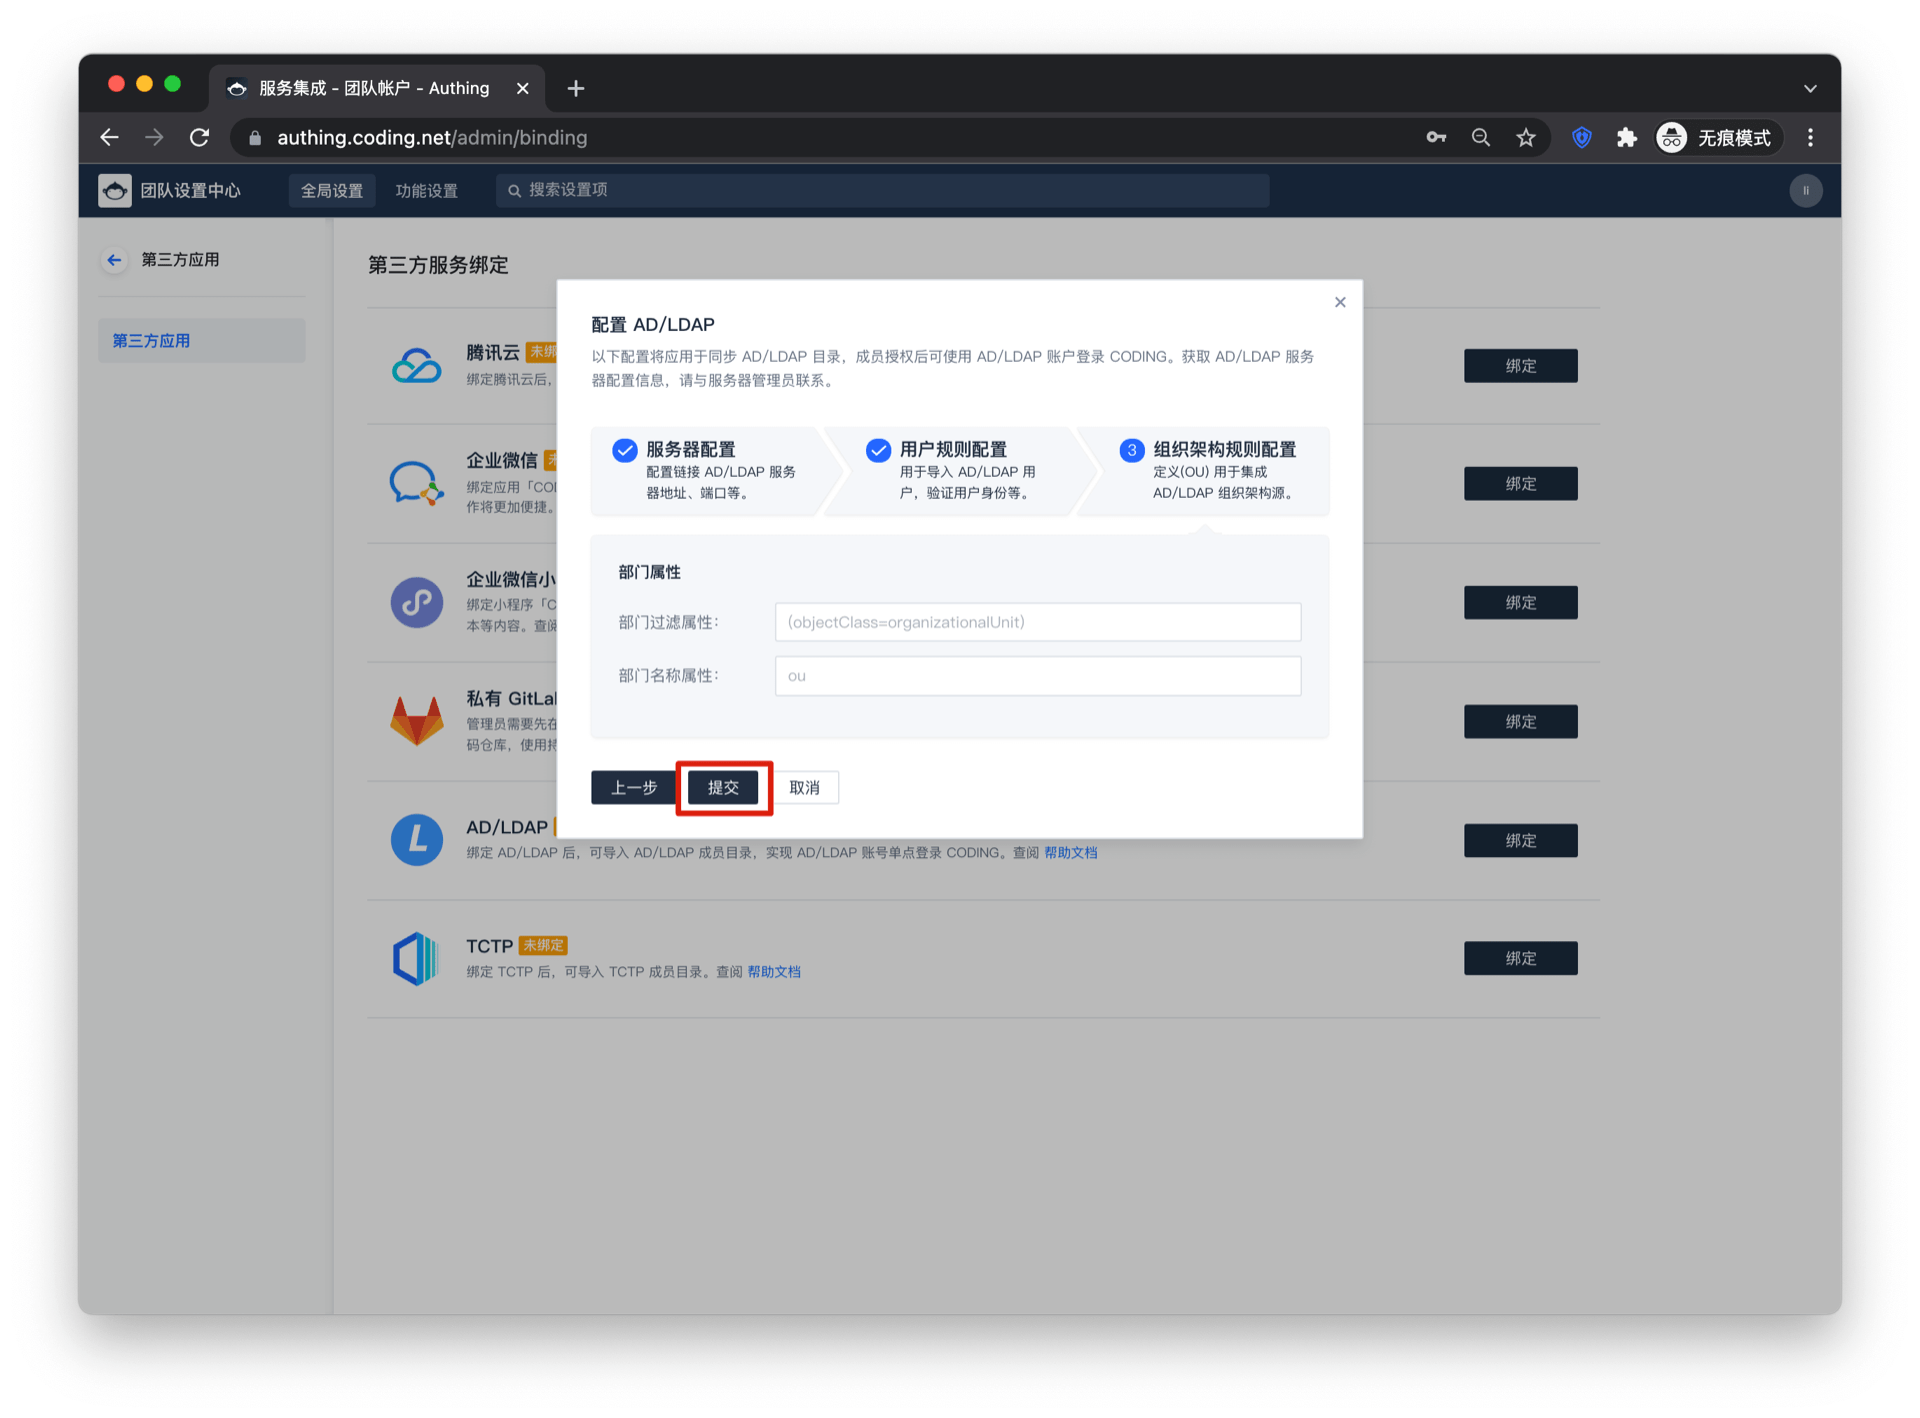 服务集成 - 团队帐户 - Authing
authing.coding.net/admin/binding
无痕模式
团队设置中心
全局设置
功能设置
搜索设置项
li
第三方应用
第三方应用
第三方服务绑定
腾讯云 未绑
绑定腾讯云后，
绑定
企业微信
绑定应用「COI
作将更加便捷。
绑定
企业微信小
绑定小程序「C
本等内容。查阅
绑定
私有 GitLal
管理员需要先在
码仓库，使用持
绑定
AD/LDAP
绑定 AD/LDAP 后，可导入 AD/LDAP 成员目录，实现 AD/LDAP 账号单点登录 CODING。查阅 帮助文档
绑定
TCTP 未绑定
绑定 TCTP 后，可导入 TCTP 成员目录。查阅 帮助文档
绑定
配置 AD/LDAP
以下配置将应用于同步 AD/LDAP 目录，成员授权后可使用 AD/LDAP 账户登录 CODING。获取 AD/LDAP 服务
器配置信息，请与服务器管理员联系。
服务器配置
配置链接 AD/LDAP 服务
器地址、端口等。
用户规则配置
用于导入 AD/LDAP 用
户，验证用户身份等。
3 组织架构规则配置
定义(OU) 用于集成
AD/LDAP 组织架构源。
部门属性
部门过滤属性：
(objectClass=organizationalUnit)
部门名称属性：
ou
上一步
提交
取消